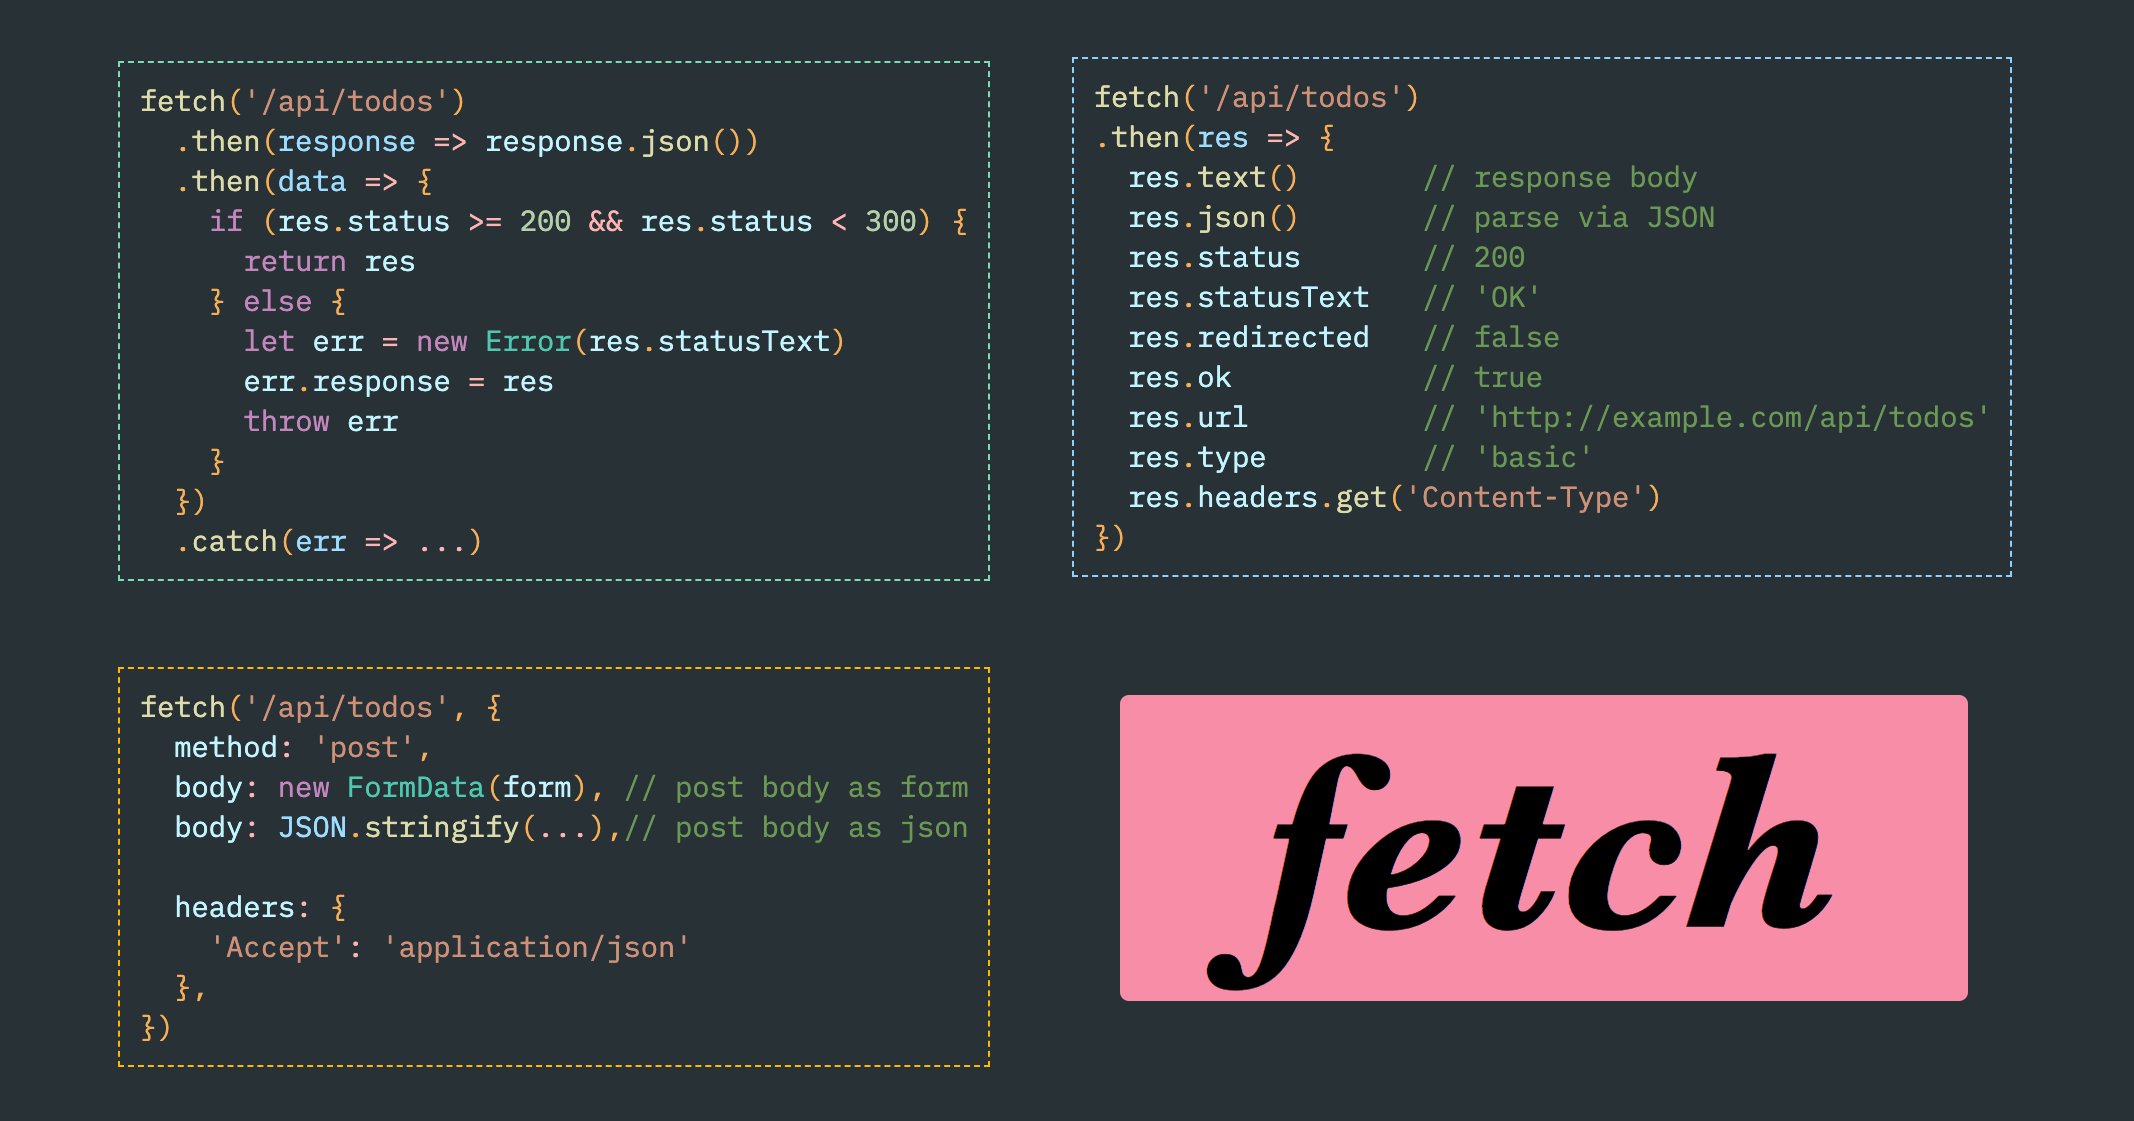 fetch('/api/todos')
  .then(response => response.json())
  .then(data => {
    if (res.status >= 200 && res.status < 300) {
      return res
    } else {
      let err = new Error(res.statusText)
      err.response = res
      throw err
    }
  })
  .catch(err => ...)
fetch('/api/todos')
.then(res => {
  res.text()       // response body
  res.json()       // parse via JSON
  res.status       // 200
  res.statusText   // 'OK'
  res.redirected   // false
  res.ok           // true
  res.url          // 'http://example.com/api/todos'
  res.type         // 'basic'
  res.headers.get('Content-Type')
})
fetch('/api/todos', {
  method: 'post',
  body: new FormData(form), // post body as form
  body: JSON.stringify(...),// post body as json
  headers: {
    'Accept': 'application/json'
  },
})
fetch